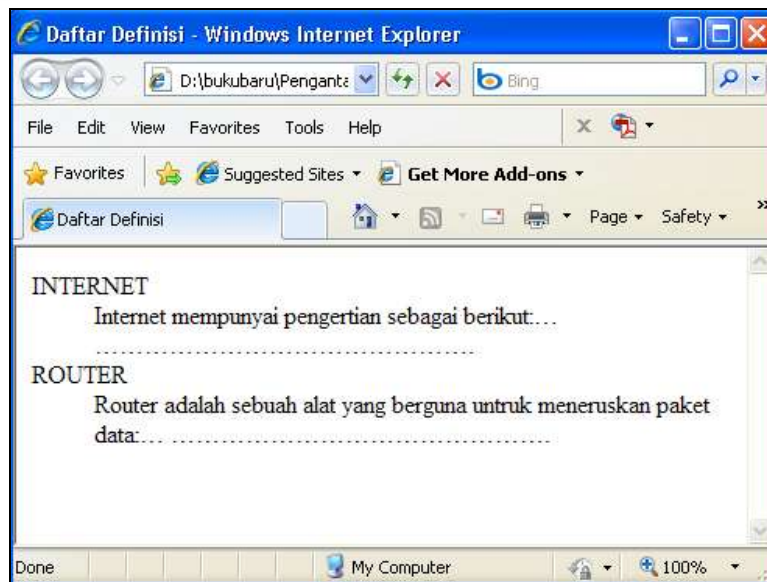 Daftar Definisi - Windows Internet Explorer
D:\bukubaru\Penganta Bing
File Edit View Favorites Tools Help
Favorites Suggested Sites Get More Add-ons
Daftar Definisi Page Safety »
INTERNET
Internet mempunyai pengertian sebagai berikut:…
……………………………………….
ROUTER
Router adalah sebuah alat yang berguna untruk meneruskan paket
data:… ……………………………………….
Done My Computer 100%